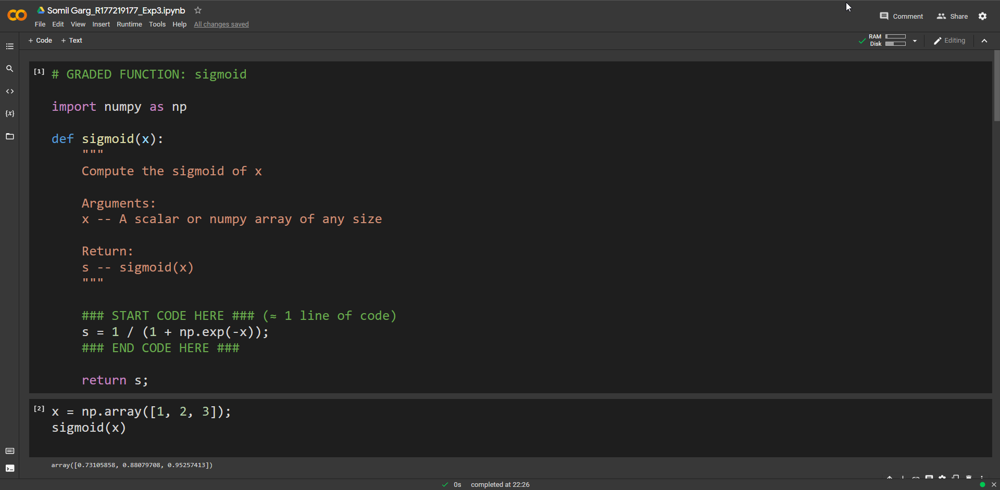 Somil Garg_R177219177_Exp3.ipynb
File Edit View Insert Runtime Tools Help All changes saved
Comment Share
+ Code + Text
RAM
Disk
Editing
[1] # GRADED FUNCTION: sigmoid
import numpy as np
def sigmoid(x):
"""
Compute the sigmoid of x
Arguments:
x -- A scalar or numpy array of any size
Return:
s -- sigmoid(x)
"""
### START CODE HERE ### (≈ 1 line of code)
s = 1 / (1 + np.exp(-x));
### END CODE HERE ###
return s;
[2] x = np.array([1, 2, 3]);
sigmoid(x)
array([0.73105858, 0.88079708, 0.95257413])
0s completed at 22:26